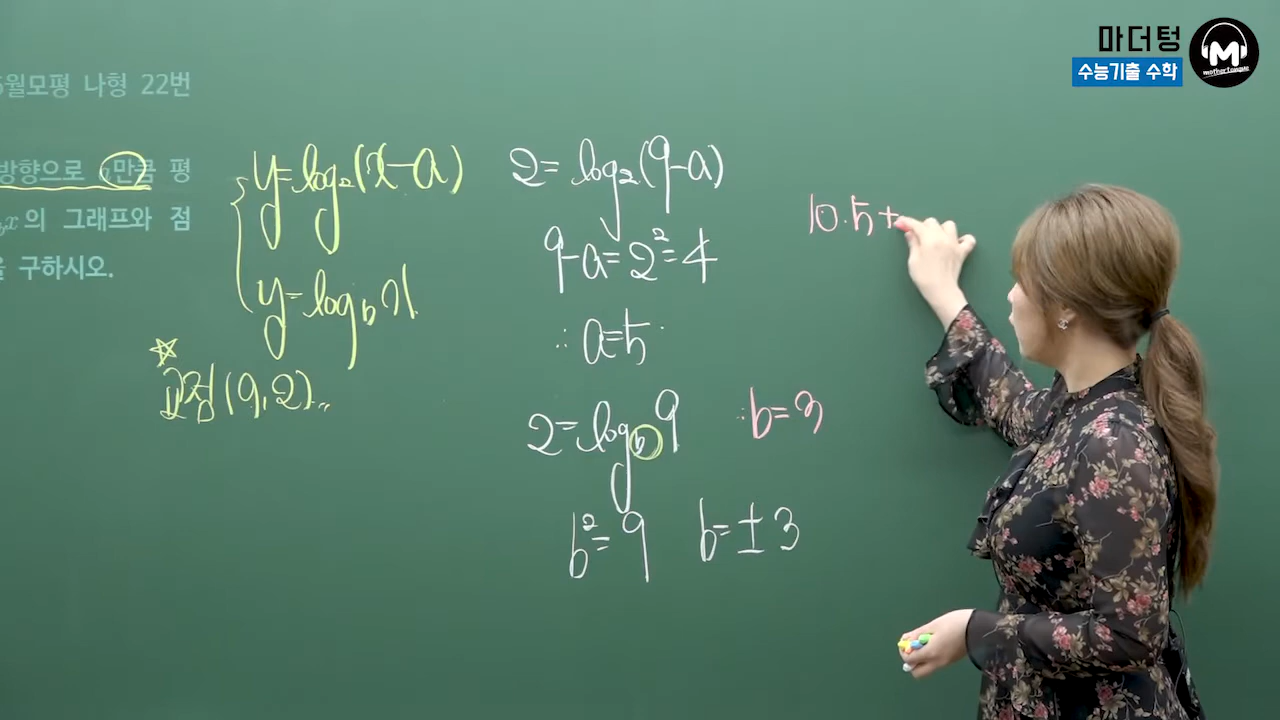 마더텅
수능기출 수학
M
mothertongue
6월모평 나형 22번
방향으로 a만큼 평
x의 그래프와 점
을 구하시오.
y=log₂(x-a)
y=log_b x
☆
교점(9,2)
2=log₂(9-a)
9-a=2²=4
∴a=5
2=log_b 9
∴b=3
b²=9
b=±3
10·5+